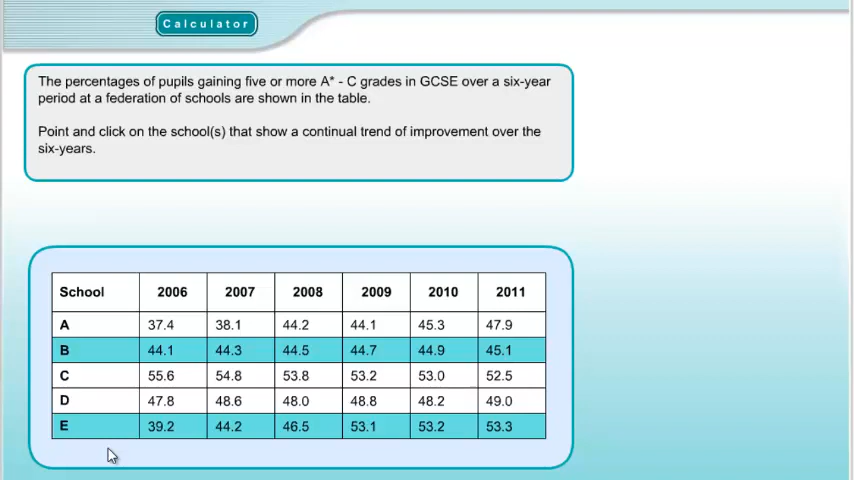 Calculator
The percentages of pupils gaining five or more A* - C grades in GCSE over a six-year
period at a federation of schools are shown in the table.
Point and click on the school(s) that show a continual trend of improvement over the
six-years.
School 2006 2007 2008 2009 2010 2011
A 37.4 38.1 44.2 44.1 45.3 47.9
B 44.1 44.3 44.5 44.7 44.9 45.1
C 55.6 54.8 53.8 53.2 53.0 52.5
D 47.8 48.6 48.0 48.8 48.2 49.0
E 39.2 44.2 46.5 53.1 53.2 53.3